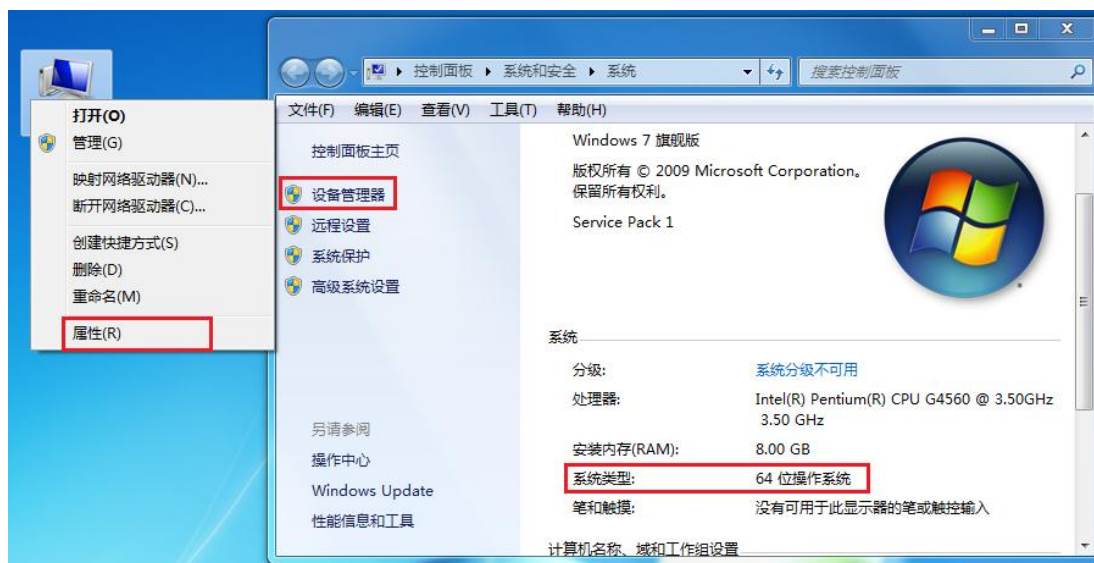 打开(O)
管理(G)
映射网络驱动器(N)...
断开网络驱动器(C)...
创建快捷方式(S)
删除(D)
重命名(M)
属性(R)
控制面板 系统和安全 系统
搜索控制面板
文件(F) 编辑(E) 查看(V) 工具(T) 帮助(H)
控制面板主页
设备管理器
远程设置
系统保护
高级系统设置
另请参阅
操作中心
Windows Update
性能信息和工具
Windows 7 旗舰版
版权所有 © 2009 Microsoft Corporation。
保留所有权利。
Service Pack 1
系统
分级: 系统分级不可用
处理器: Intel(R) Pentium(R) CPU G4560 @ 3.50GHz
3.50 GHz
安装内存(RAM): 8.00 GB
系统类型: 64 位操作系统
笔和触摸: 没有可用于此显示器的笔或触控输入
计算机名称、域和工作组设置